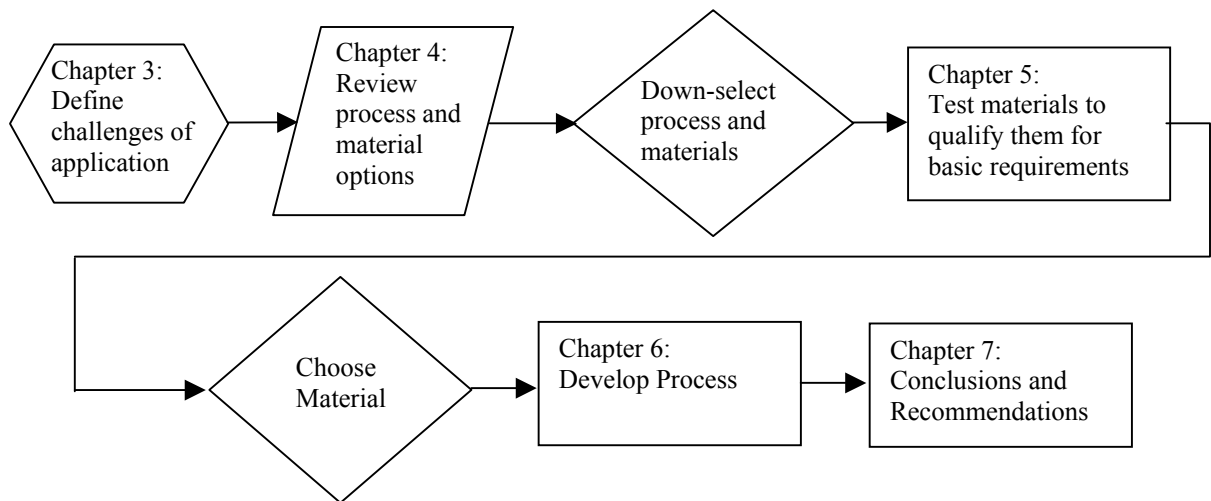 Chapter 3:
Define
challenges of
application
Chapter 4:
Review
process and
material
options
Down-select
process and
materials
Chapter 5:
Test materials to
qualify them for
basic requirements
Choose
Material
Chapter 6:
Develop Process
Chapter 7:
Conclusions and
Recommendations